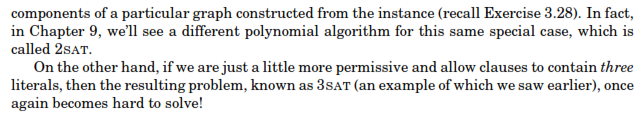 components of a particular graph constructed from the instance (recall Exercise 3.28). In fact,
in Chapter 9, we'll see a different polynomial algorithm for this same special case, which is
called 2SAT.
On the other hand, if we are just a little more permissive and allow clauses to contain three
literals, then the resulting problem, known as 3SAT (an example of which we saw earlier), once
again becomes hard to solve!